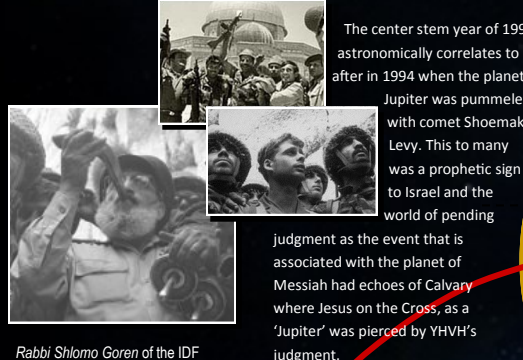 The center stem year of 199
astronomically correlates to
after in 1994 when the planet
Jupiter was pummele
with comet Shoemak
Levy. This to many
was a prophetic sign
to Israel and the
world of pending
judgment as the event that is
associated with the planet of
Messiah had echoes of Calvary
where Jesus on the Cross, as a
‘Jupiter’ was pierced by YHVH’s
judgment.
Rabbi Shlomo Goren of the IDF